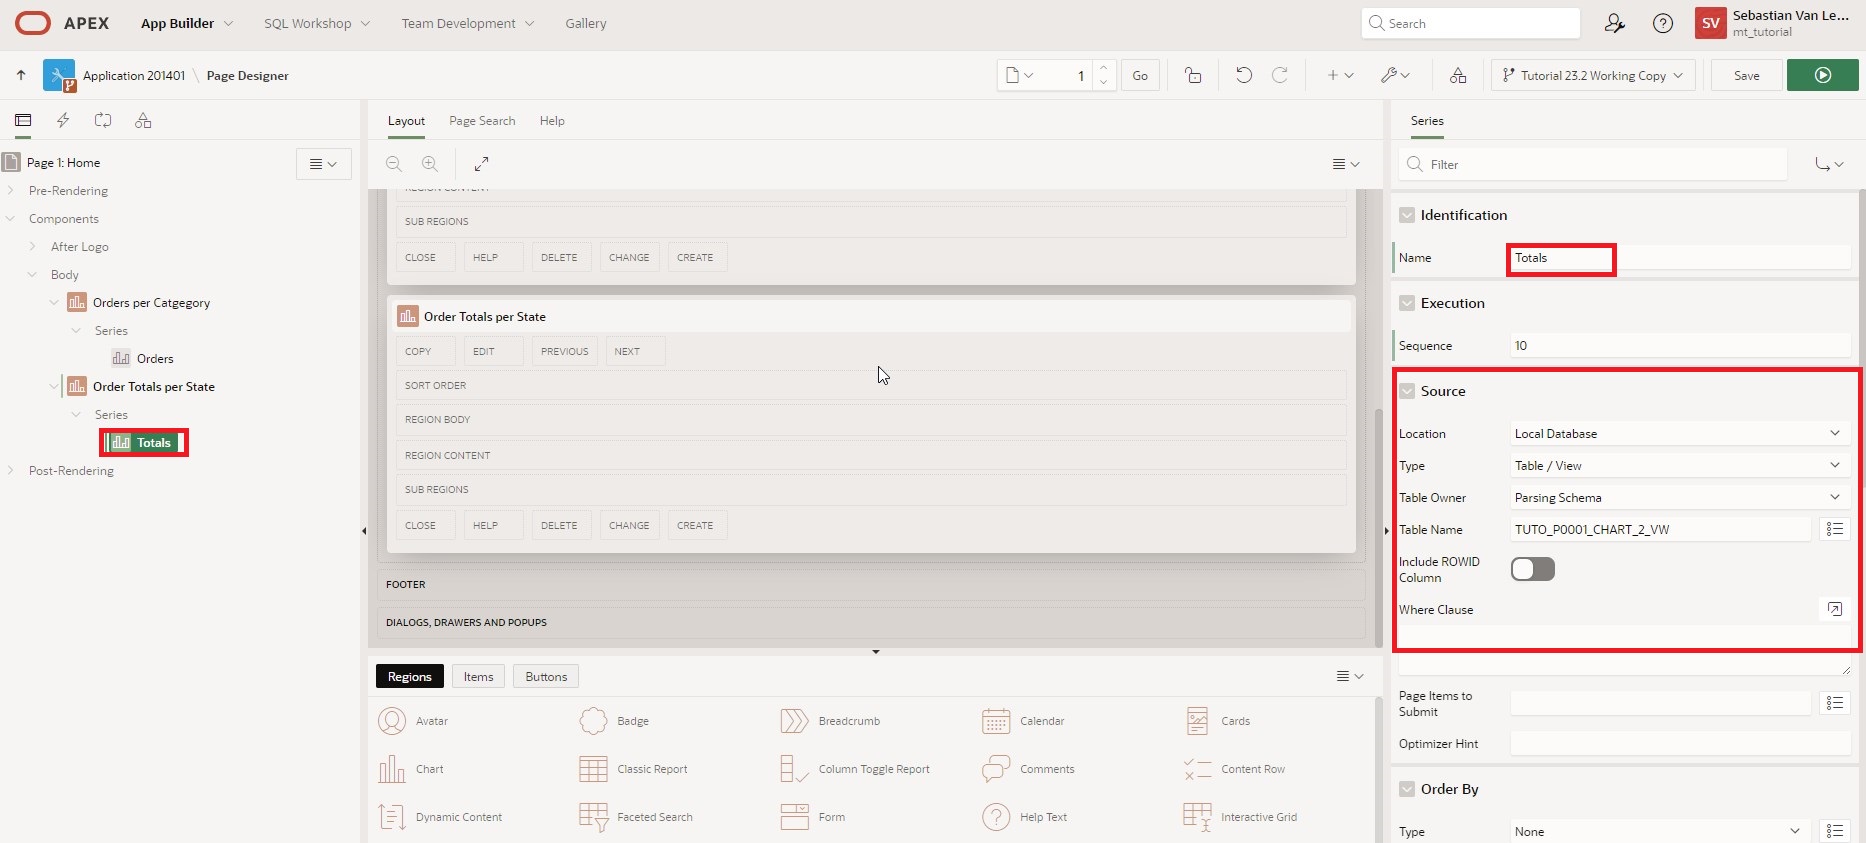 APEX App Builder SQL Workshop Team Development Gallery Search SV Sebastian Van Le...
mt_tutorial
Application 201401 \ Page Designer 1 Go Tutorial 23.2 Working Copy Save
Page 1: Home
Pre-Rendering
Components
After Logo
Body
Orders per Catgegory
Series
Orders
Order Totals per State
Series
Totals
Post-Rendering
Layout Page Search Help
REGION CONTENT
SUB REGIONS
CLOSE HELP DELETE CHANGE CREATE
Order Totals per State
COPY EDIT PREVIOUS NEXT
SORT ORDER
REGION BODY
REGION CONTENT
SUB REGIONS
CLOSE HELP DELETE CHANGE CREATE
FOOTER
DIALOGS, DRAWERS AND POPUPS
Regions Items Buttons
Avatar Badge Breadcrumb Calendar Cards
Chart Classic Report Column Toggle Report Comments Content Row
Dynamic Content Faceted Search Form Help Text Interactive Grid
Series
Filter
Identification
Name Totals
Execution
Sequence 10
Source
Location Local Database
Type Table / View
Table Owner Parsing Schema
Table Name TUTO_P0001_CHART_2_VW
Include ROWID
Column
Where Clause
Page Items to
Submit
Optimizer Hint
Order By
Type None